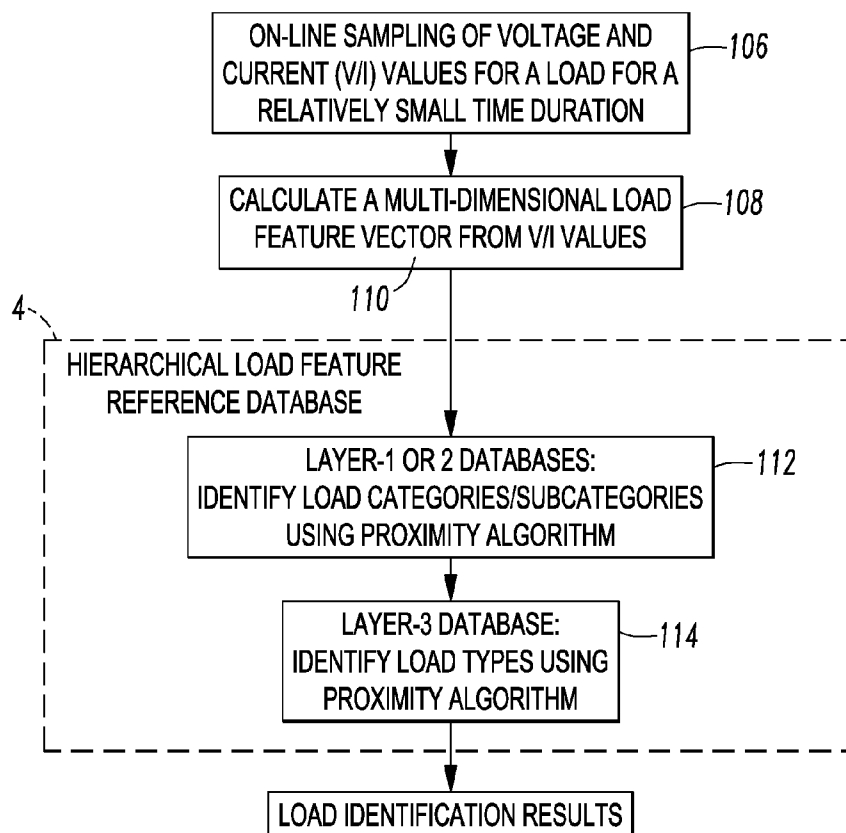 ON-LINE SAMPLING OF VOLTAGE AND
CURRENT (V/I) VALUES FOR A LOAD FOR A
RELATIVELY SMALL TIME DURATION
106
CALCULATE A MULTI-DIMENSIONAL LOAD
FEATURE VECTOR FROM V/I VALUES
108
110
4
HIERARCHICAL LOAD FEATURE
REFERENCE DATABASE
LAYER-1 OR 2 DATABASES:
IDENTIFY LOAD CATEGORIES/SUBCATEGORIES
USING PROXIMITY ALGORITHM
112
LAYER-3 DATABASE:
IDENTIFY LOAD TYPES USING
PROXIMITY ALGORITHM
114
LOAD IDENTIFICATION RESULTS